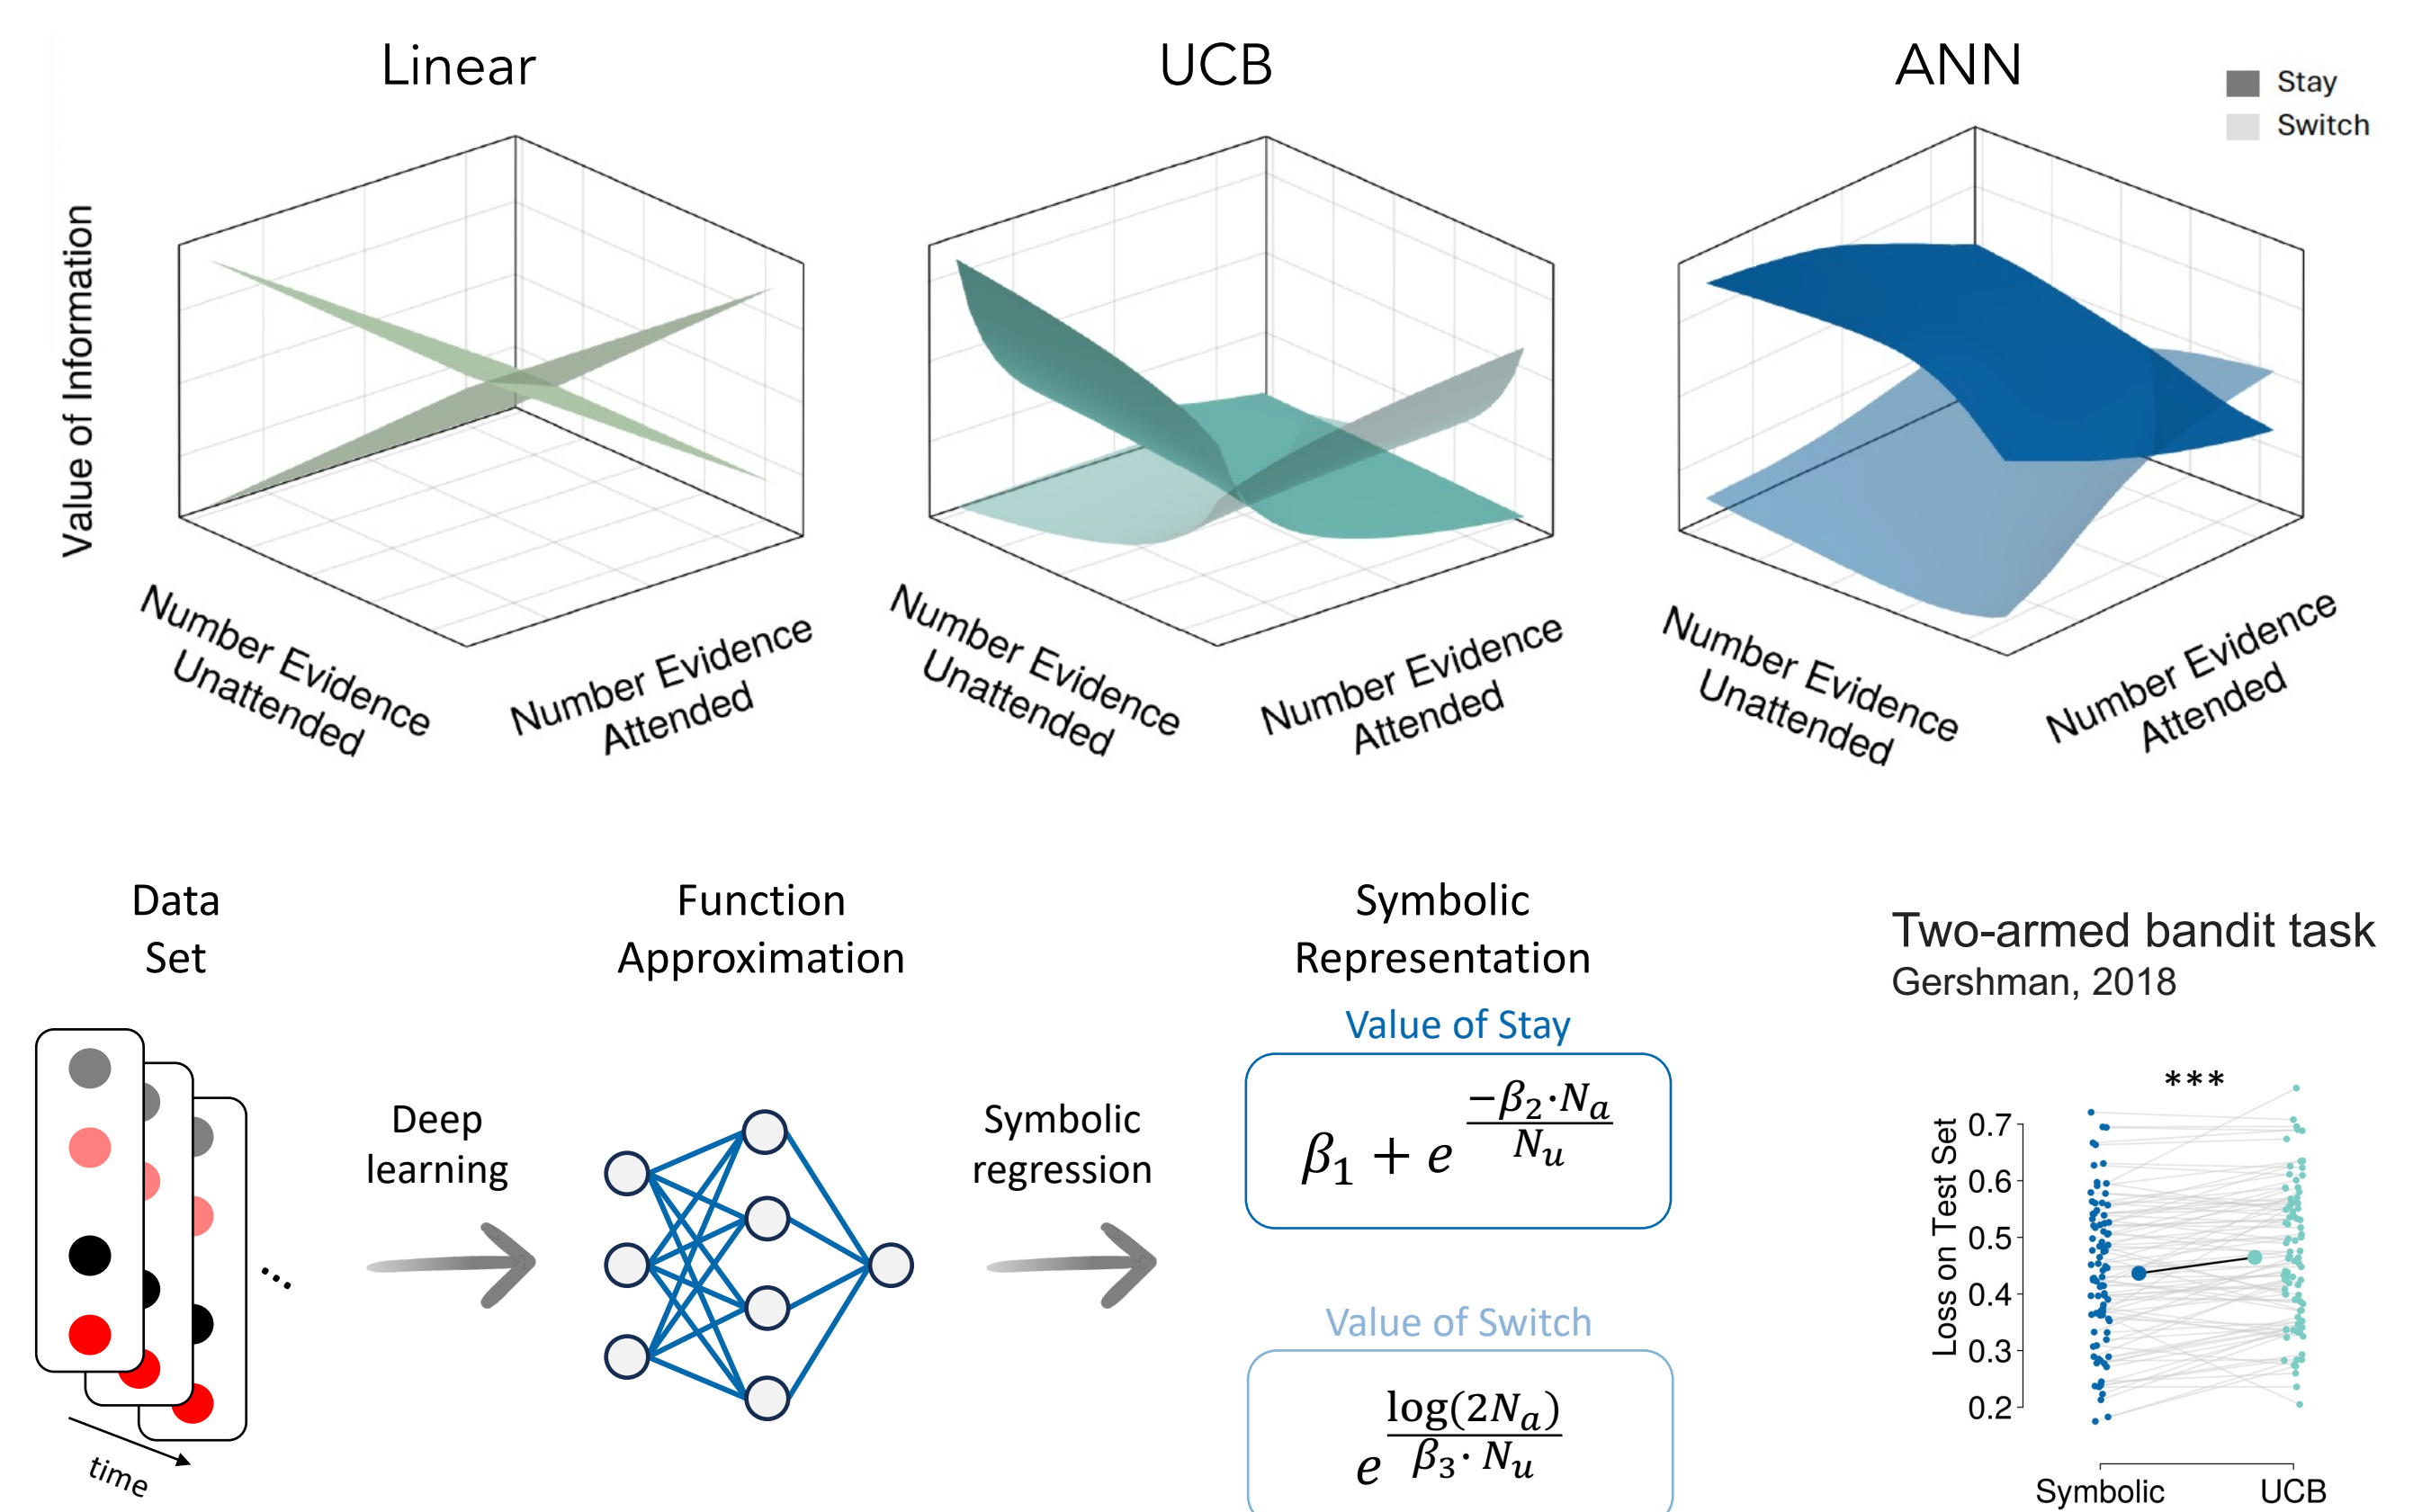 Linear
UCB
ANN
Stay
Switch
Value of Information
Number Evidence
Unattended
Number Evidence
Attended
Number Evidence
Unattended
Number Evidence
Attended
Number Evidence
Unattended
Number Evidence
Attended
Data
Set
Function
Approximation
Symbolic
Representation
Two-armed bandit task
Gershman, 2018
Deep
learning
Symbolic
regression
...
time
Value of Stay
β₁ + e^(−β₂·Nₐ / Nᵤ)
Value of Switch
e^(log(2Nₐ) / β₃· Nᵤ)
***
Loss on Test Set
0.7
0.6
0.5
0.4
0.3
0.2
Symbolic
UCB